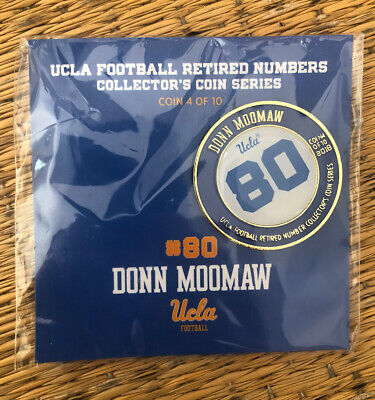 UCLA FOOTBALL RETIRED NUMBERS
COLLECTOR'S COIN SERIES
COIN 4 OF 10
DONN MOOMAW
Ucla
80
COIN 4
OF 10
2018
UCLA FOOTBALL RETIRED NUMBER COLLECTOR'S COIN SERIES
#80
DONN MOOMAW
Ucla
FOOTBALL